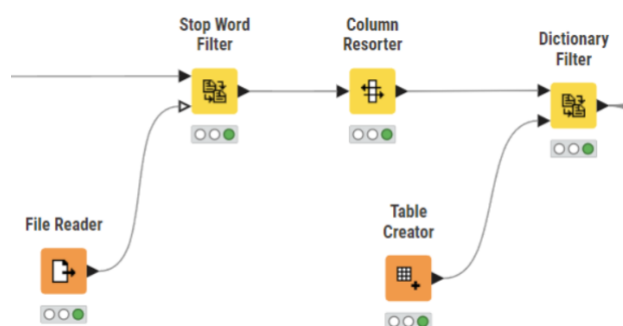 Stop Word
Filter
Column
Resorter
Dictionary
Filter
File Reader
Table
Creator